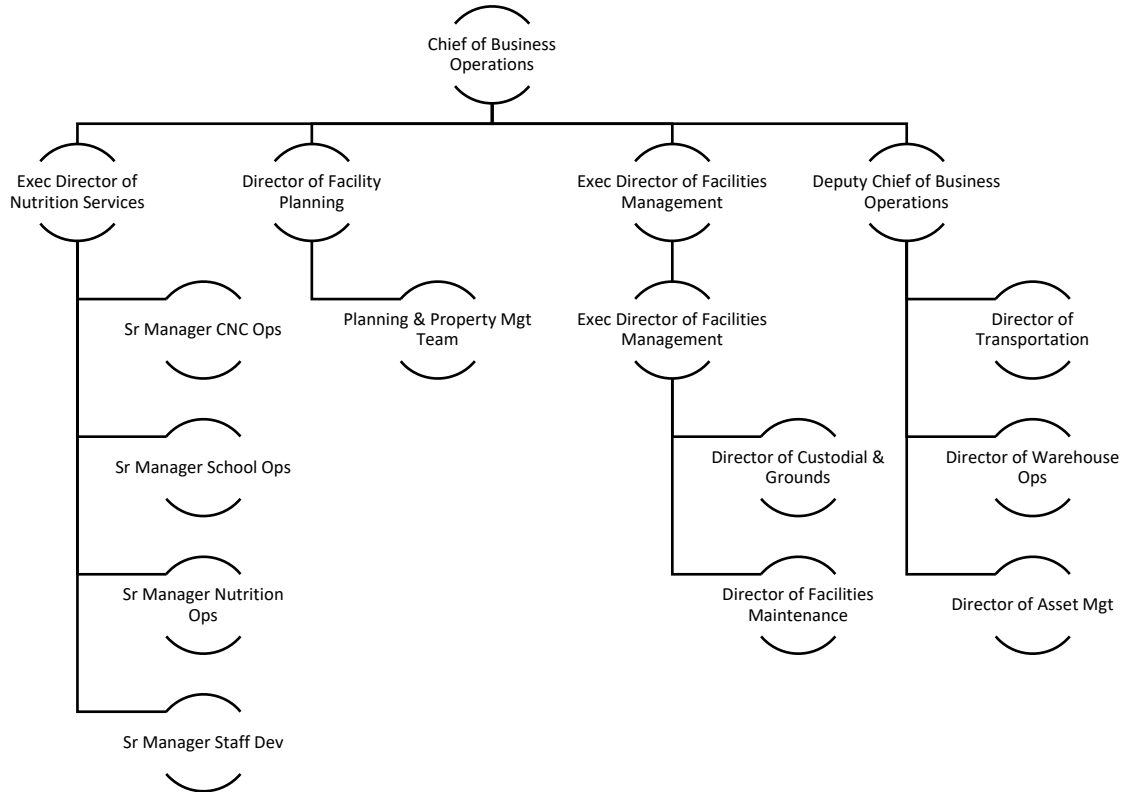 Chief of Business
Operations
Exec Director of
Nutrition Services
Director of Facility
Planning
Exec Director of Facilities
Management
Deputy Chief of Business
Operations
Sr Manager CNC Ops
Planning & Property Mgt
Team
Exec Director of Facilities
Management
Director of
Transportation
Sr Manager School Ops
Director of Custodial &
Grounds
Director of Warehouse
Ops
Sr Manager Nutrition
Ops
Director of Facilities
Maintenance
Director of Asset Mgt
Sr Manager Staff Dev